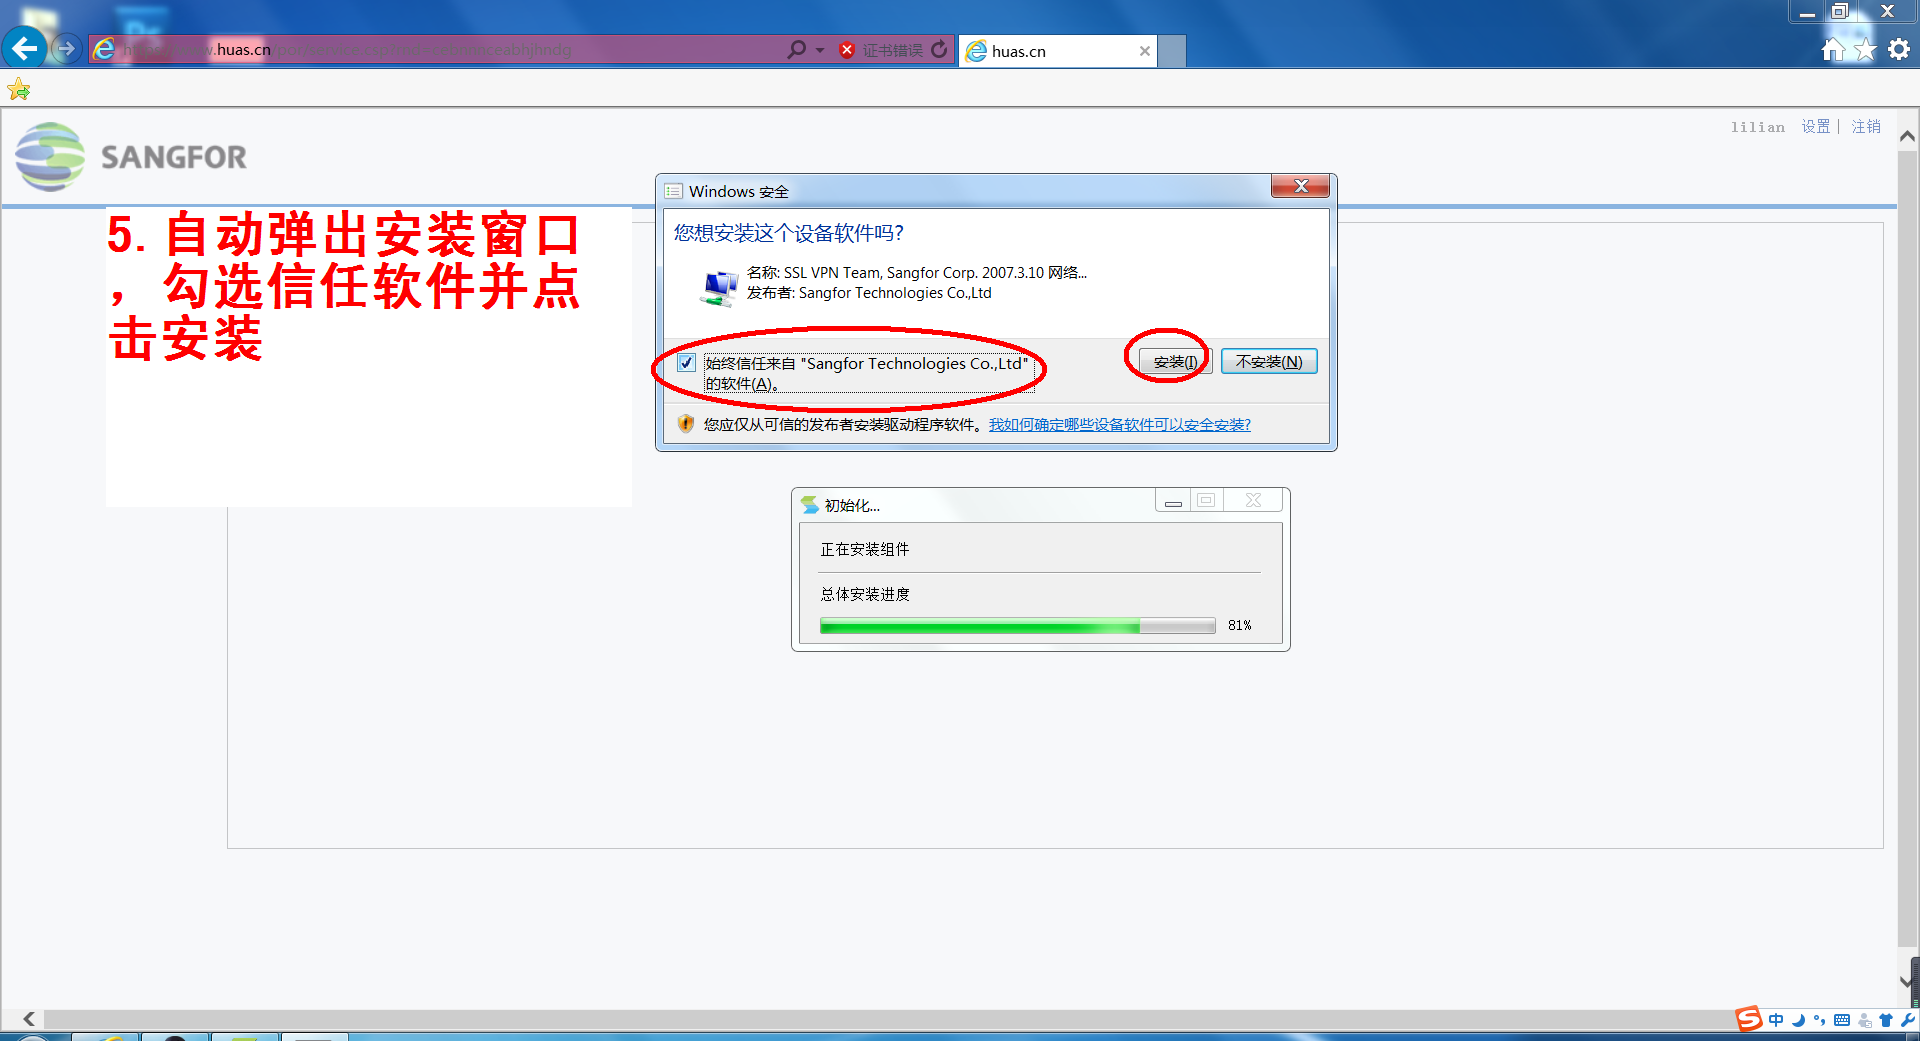 www.huas.cn
证书错误
huas.cn
SANGFOR
lilian 设置 | 注销
5.自动弹出安装窗口
，勾选信任软件并点
击安装
Windows 安全
您想安装这个设备软件吗?
名称: SSL VPN Team, Sangfor Corp. 2007.3.10 网络...
发布者: Sangfor Technologies Co.,Ltd
始终信任来自 "Sangfor Technologies Co.,Ltd"
的软件(A)。
安装(I)
不安装(N)
您应仅从可信的发布者安装驱动程序软件。我如何确定哪些设备软件可以安全安装?
初始化...
正在安装组件
总体安装进度
81%
中